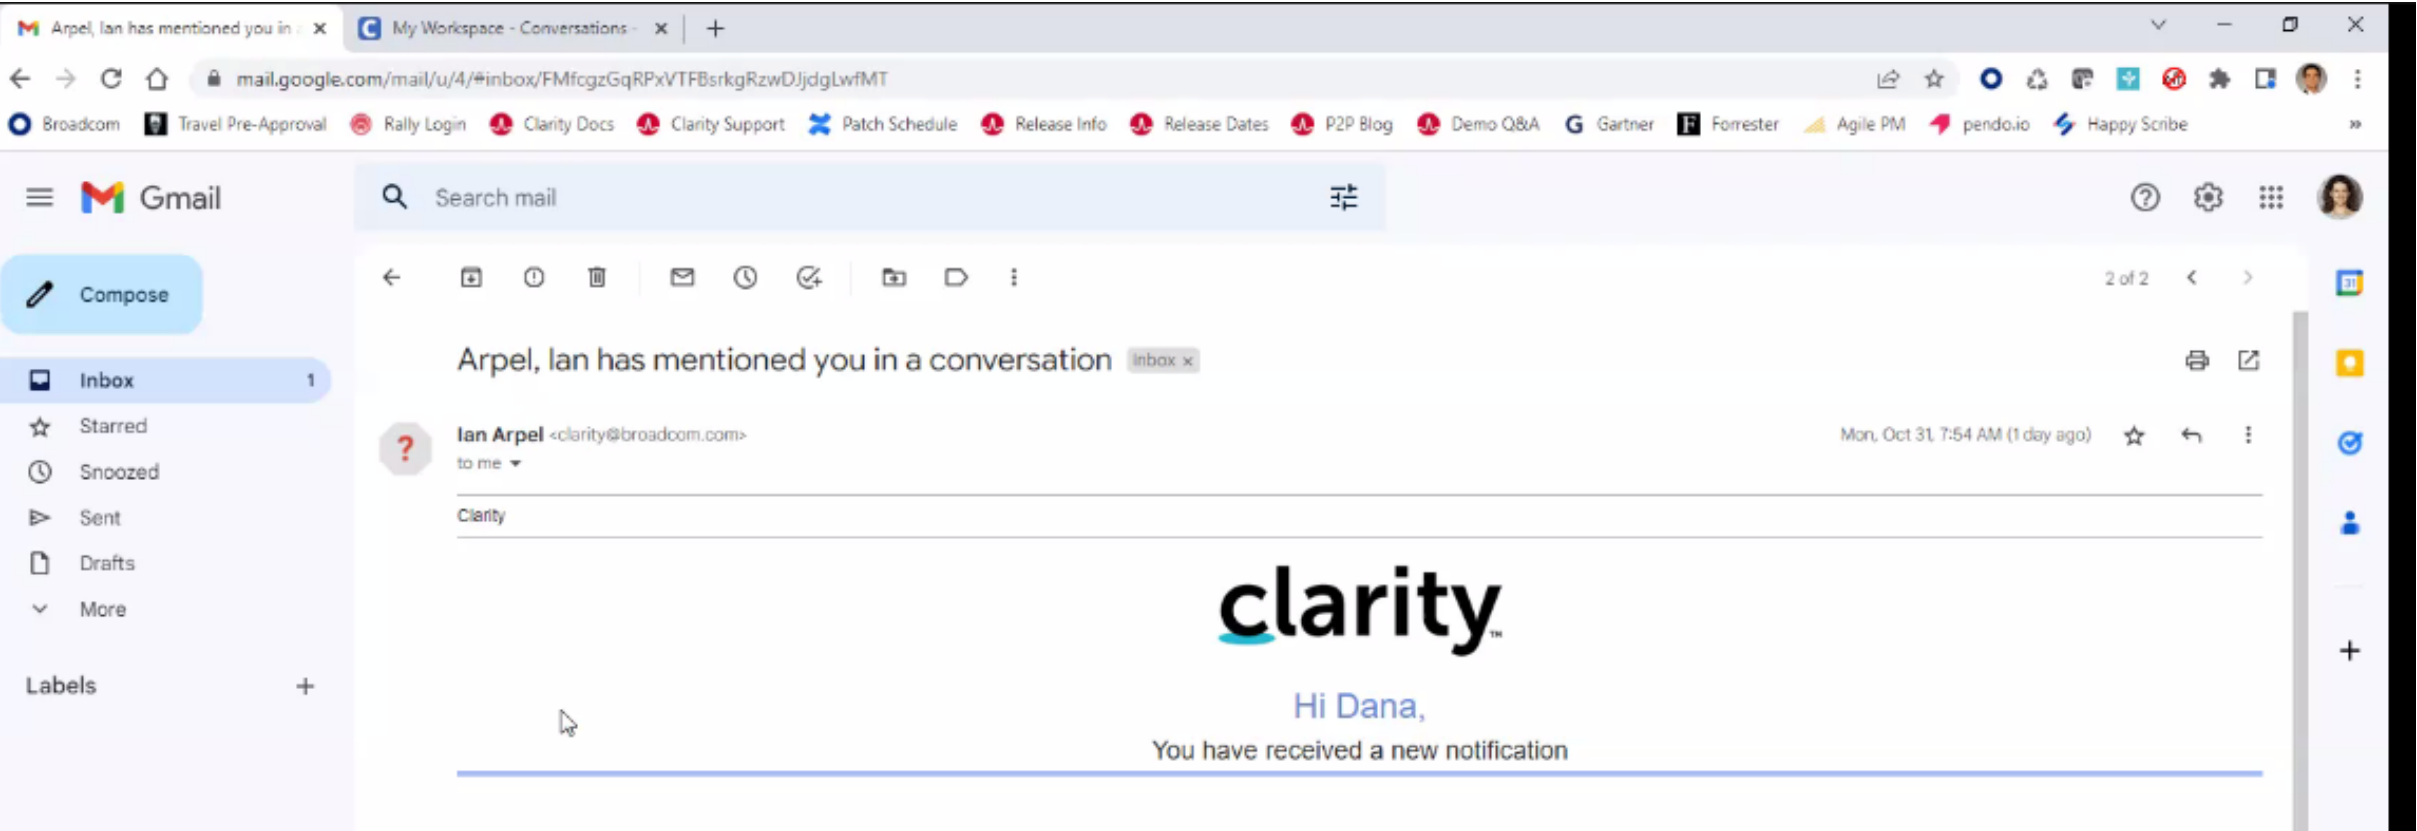 Arpel, Ian has mentioned you in
My Workspace - Conversations -
mail.google.com/mail/u/4/#inbox/FMfcgzGqRPxVTFBsrkgRzwDJjdgLwfMT
Broadcom Travel Pre-Approval Rally Login Clarity Docs Clarity Support Patch Schedule Release Info Release Dates P2P Blog Demo Q&A G Gartner F Forrester Agile PM pendo.io Happy Scribe »
Gmail
Search mail
Compose
2 of 2
31
Arpel, Ian has mentioned you in a conversation Inbox x
Inbox 1
Starred
Snoozed
Sent
Drafts
More
Labels +
Ian Arpel <clarity@broadcom.com>
Mon, Oct 31, 7:54 AM (1 day ago)
to me
Clarity
clarity™
Hi Dana,
You have received a new notification